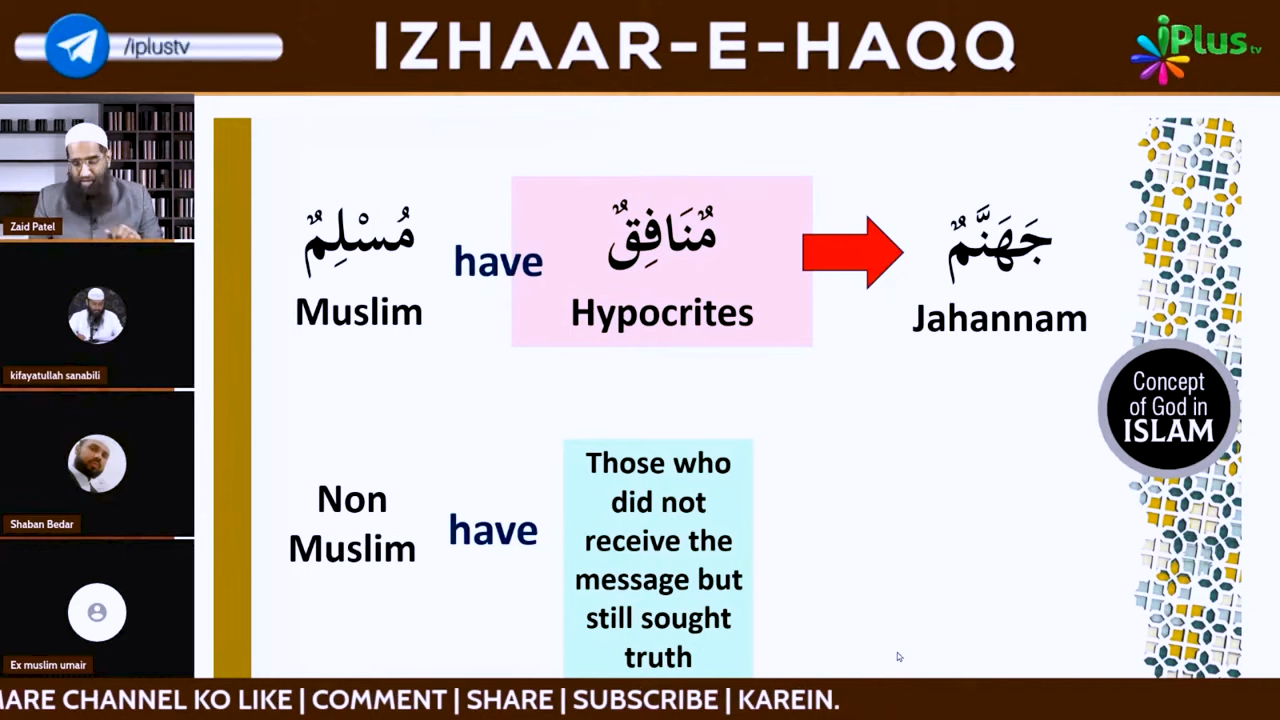 /iplustv
IZHAAR-E-HAQQ
iPlus tv
Zaid Patel
kifayatullah sanabili
Shaban Bedar
Ex muslim umair
مُسْلِمٌ
Muslim
have
مُنَافِقٌ
Hypocrites
جَهَنَّمٌ
Jahannam
Non
Muslim
have
Those who
did not
receive the
message but
still sought
truth
Concept
of God in
ISLAM
MARE CHANNEL KO LIKE | COMMENT | SHARE | SUBSCRIBE | KAREIN.